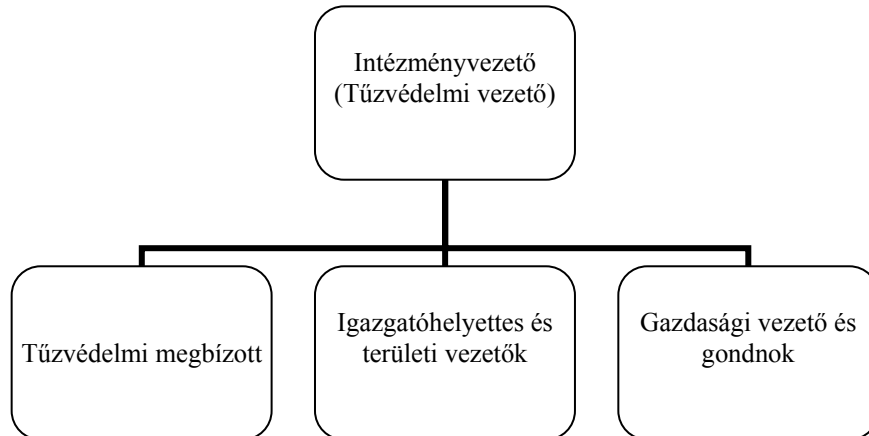 Intézményvezető
(Tűzvédelmi vezető)
Tűzvédelmi megbízott
Igazgatóhelyettes és
területi vezetők
Gazdasági vezető és
gondnok